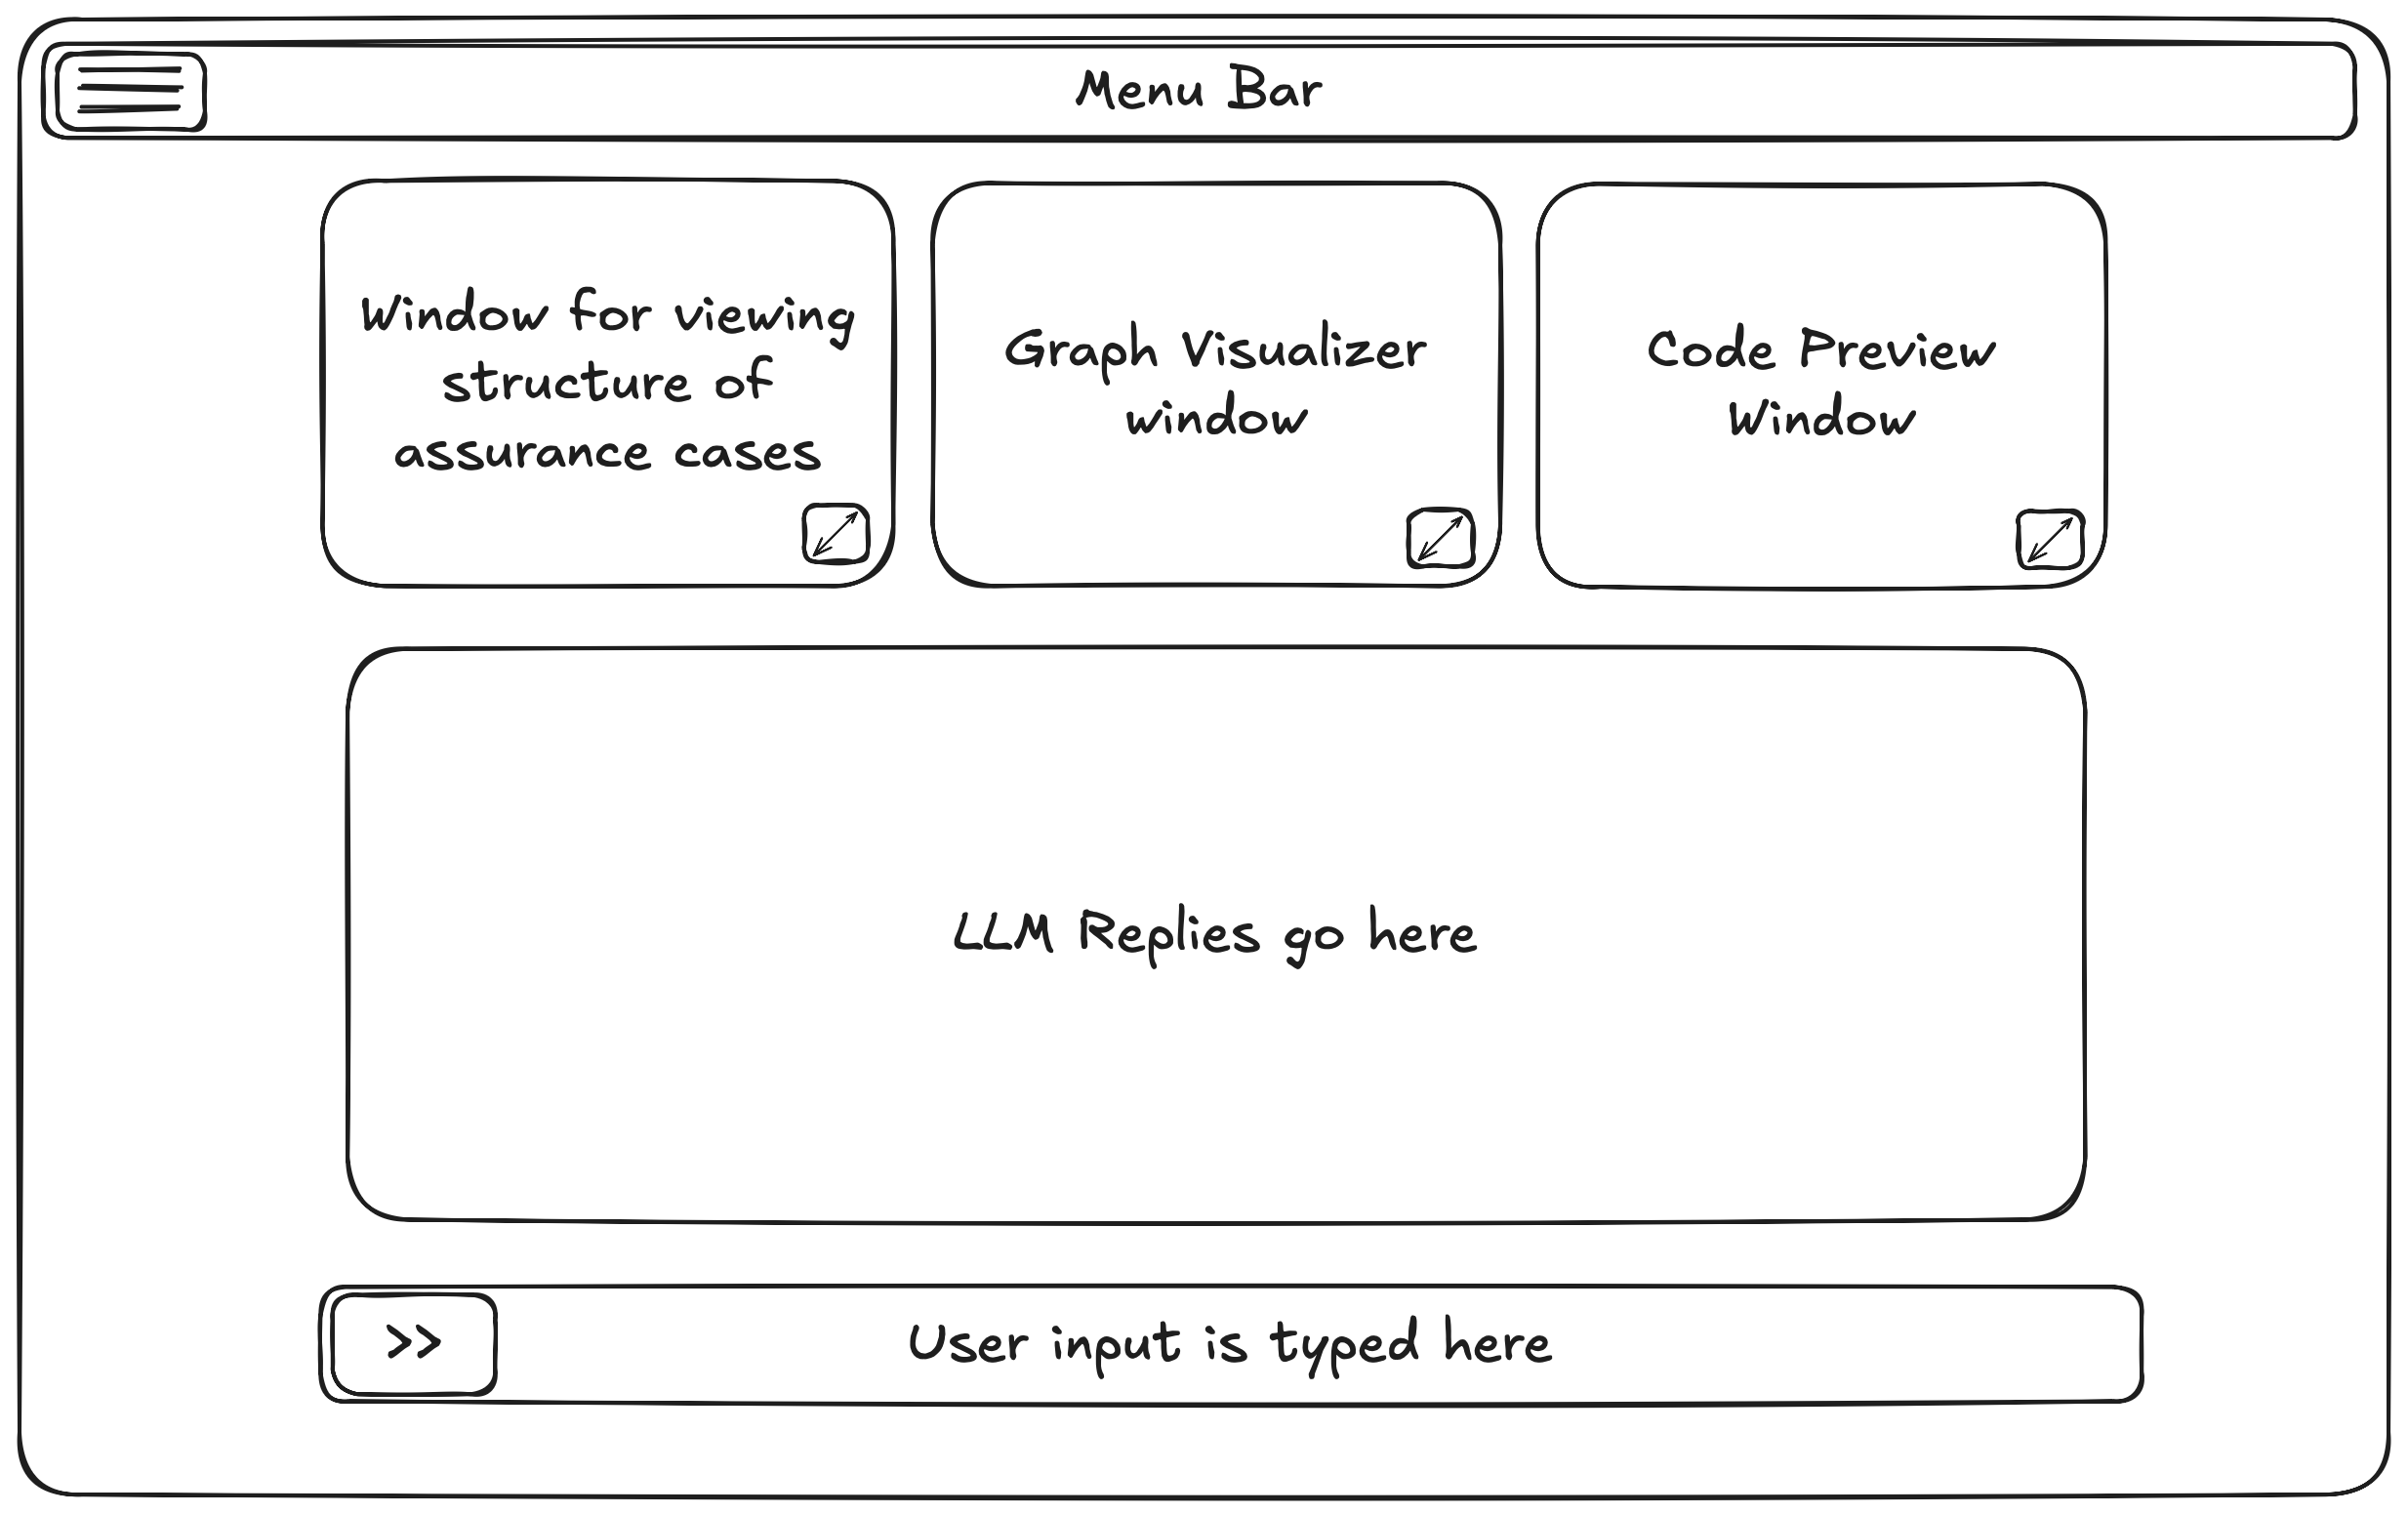 Menu Bar
Window for viewing
structure of
assurance cases
Graph Visualizer
window
Code Preview
Window
LLM Replies go here
>>
User input is typed here